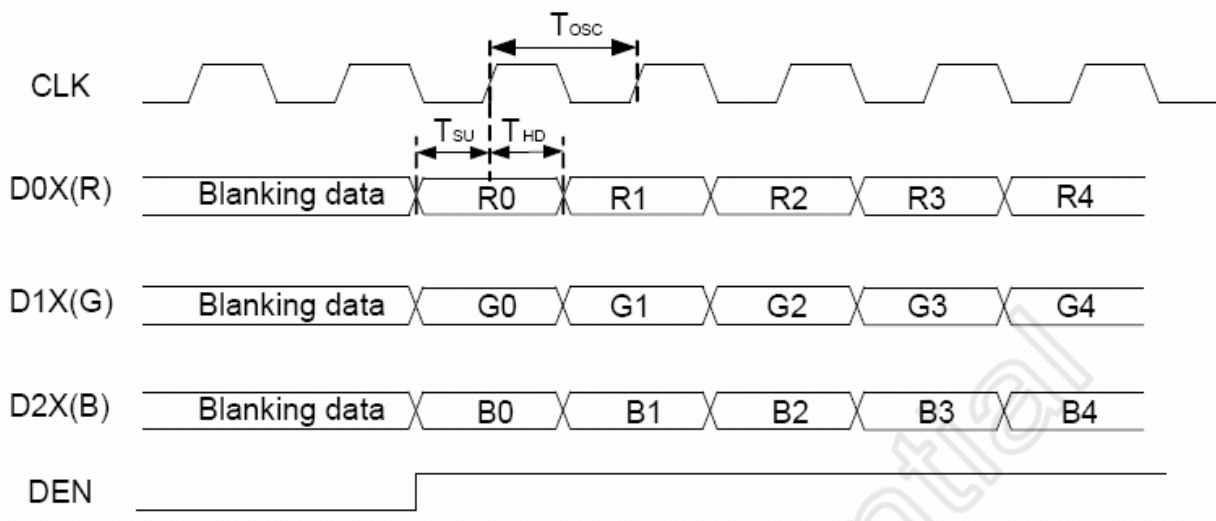 Tosc
CLK
TSU THD
D0X(R) Blanking data R0 R1 R2 R3 R4
D1X(G) Blanking data G0 G1 G2 G3 G4
D2X(B) Blanking data B0 B1 B2 B3 B4
DEN